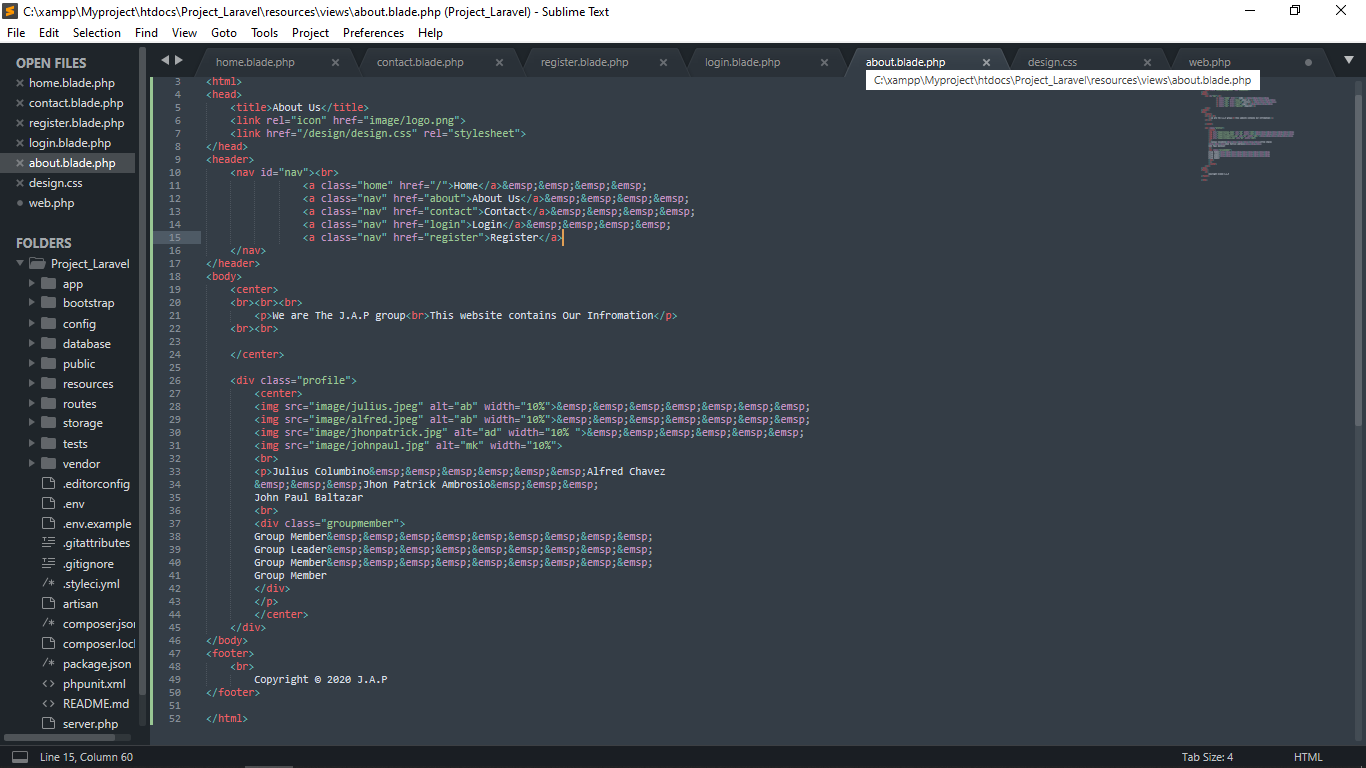 C:\xampp\Myproject\htdocs\Project_Laravel\resources\views\about.blade.php (Project_Laravel) - Sublime Text
File Edit Selection Find View Goto Tools Project Preferences Help
OPEN FILES
home.blade.php
contact.blade.php
register.blade.php
login.blade.php
about.blade.php
design.css
web.php
FOLDERS
Project_Laravel
app
bootstrap
config
database
public
resources
routes
storage
tests
vendor
.editorconfig
.env
.env.example
.gitattributes
.gitignore
.styleci.yml
artisan
composer.json
composer.loc
package.json
phpunit.xml
README.md
server.php
home.blade.php contact.blade.php register.blade.php login.blade.php about.blade.php design.css web.php
C:\xampp\Myproject\htdocs\Project_Laravel\resources\views\about.blade.php
3 <html>
4 <head>
5 <title>About Us</title>
6 <link rel="icon" href="image/logo.png">
7 <link href="/design/design.css" rel="stylesheet">
8 </head>
9 <header>
10 <nav id="nav"><br>
11 <a class="home" href="/">Home</a>&emsp;&emsp;&emsp;&emsp;
12 <a class="nav" href="about">About Us</a>&emsp;&emsp;&emsp;&emsp;
13 <a class="nav" href="contact">Contact</a>&emsp;&emsp;&emsp;&emsp;
14 <a class="nav" href="login">Login</a>&emsp;&emsp;&emsp;&emsp;
15 <a class="nav" href="register">Register</a>
16 </nav>
17 </header>
18 <body>
19 <center>
20 <br><br><br>
21 <p>We are The J.A.P group<br>This website contains Our Infromation</p>
22 <br><br>
23
24 </center>
25
26 <div class="profile">
27 <center>
28 <img src="image/julius.jpeg" alt="ab" width="10%">&emsp;&emsp;&emsp;&emsp;&emsp;&emsp;&emsp;
29 <img src="image/alfred.jpeg" alt="ab" width="10%">&emsp;&emsp;&emsp;&emsp;&emsp;&emsp;&emsp;
30 <img src="image/jhonpatrick.jpg" alt="ad" width="10% ">&emsp;&emsp;&emsp;&emsp;&emsp;&emsp;
31 <img src="image/johnpaul.jpg" alt="mk" width="10%">
32 <br>
33 <p>Julius Columbino&emsp;&emsp;&emsp;&emsp;&emsp;&emsp;Alfred Chavez
34 &emsp;&emsp;&emsp;Jhon Patrick Ambrosio&emsp;&emsp;&emsp;
35 John Paul Baltazar
36 <br>
37 <div class="groupmember">
38 Group Member&emsp;&emsp;&emsp;&emsp;&emsp;&emsp;&emsp;&emsp;&emsp;
39 Group Leader&emsp;&emsp;&emsp;&emsp;&emsp;&emsp;&emsp;&emsp;&emsp;
40 Group Member&emsp;&emsp;&emsp;&emsp;&emsp;&emsp;&emsp;&emsp;&emsp;
41 Group Member
42 </div>
43 </p>
44 </center>
45 </div>
46 </body>
47 <footer>
48 <br>
49 Copyright © 2020 J.A.P
50 </footer>
51
52 </html>
Line 15, Column 60
Tab Size: 4
HTML